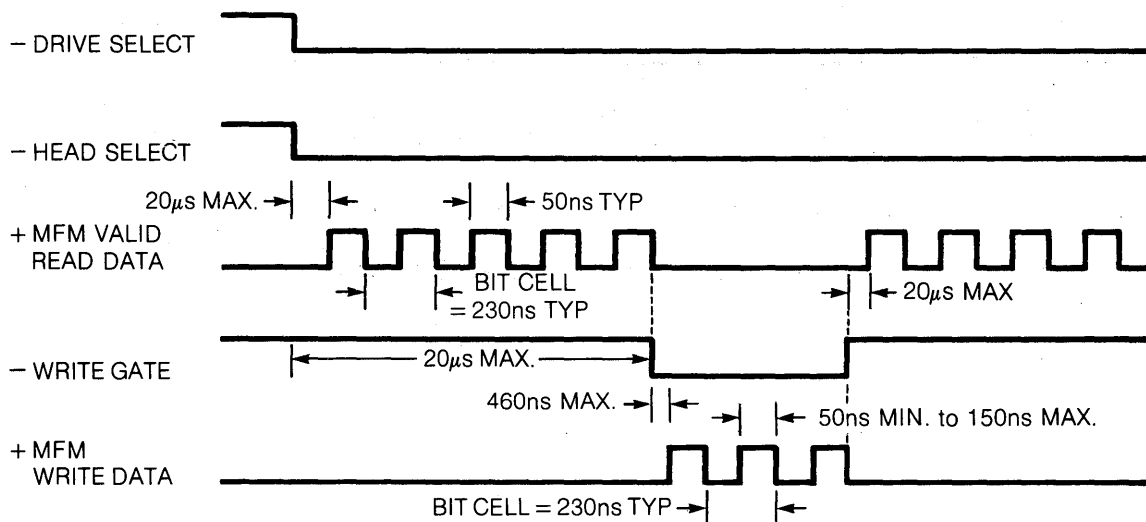 − DRIVE SELECT
− HEAD SELECT
20μs MAX.
50ns TYP
+ MFM VALID
READ DATA
BIT CELL
= 230ns TYP
20μs MAX
− WRITE GATE
20μs MAX.
460ns MAX.
50ns MIN. to 150ns MAX.
+ MFM
WRITE DATA
BIT CELL = 230ns TYP